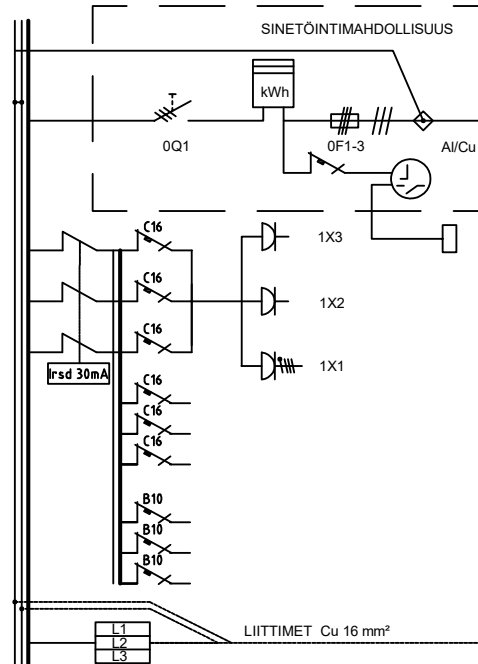 SINETÖINTIMAHDOLLISUUS
kWh
0Q1
0F1-3
Al/Cu
C16
1X3
C16
1X2
C16
1X1
Irsd 30mA
C16
C16
C16
B10
B10
B10
LIITTIMET Cu 16 mm²
L1
L2
L3